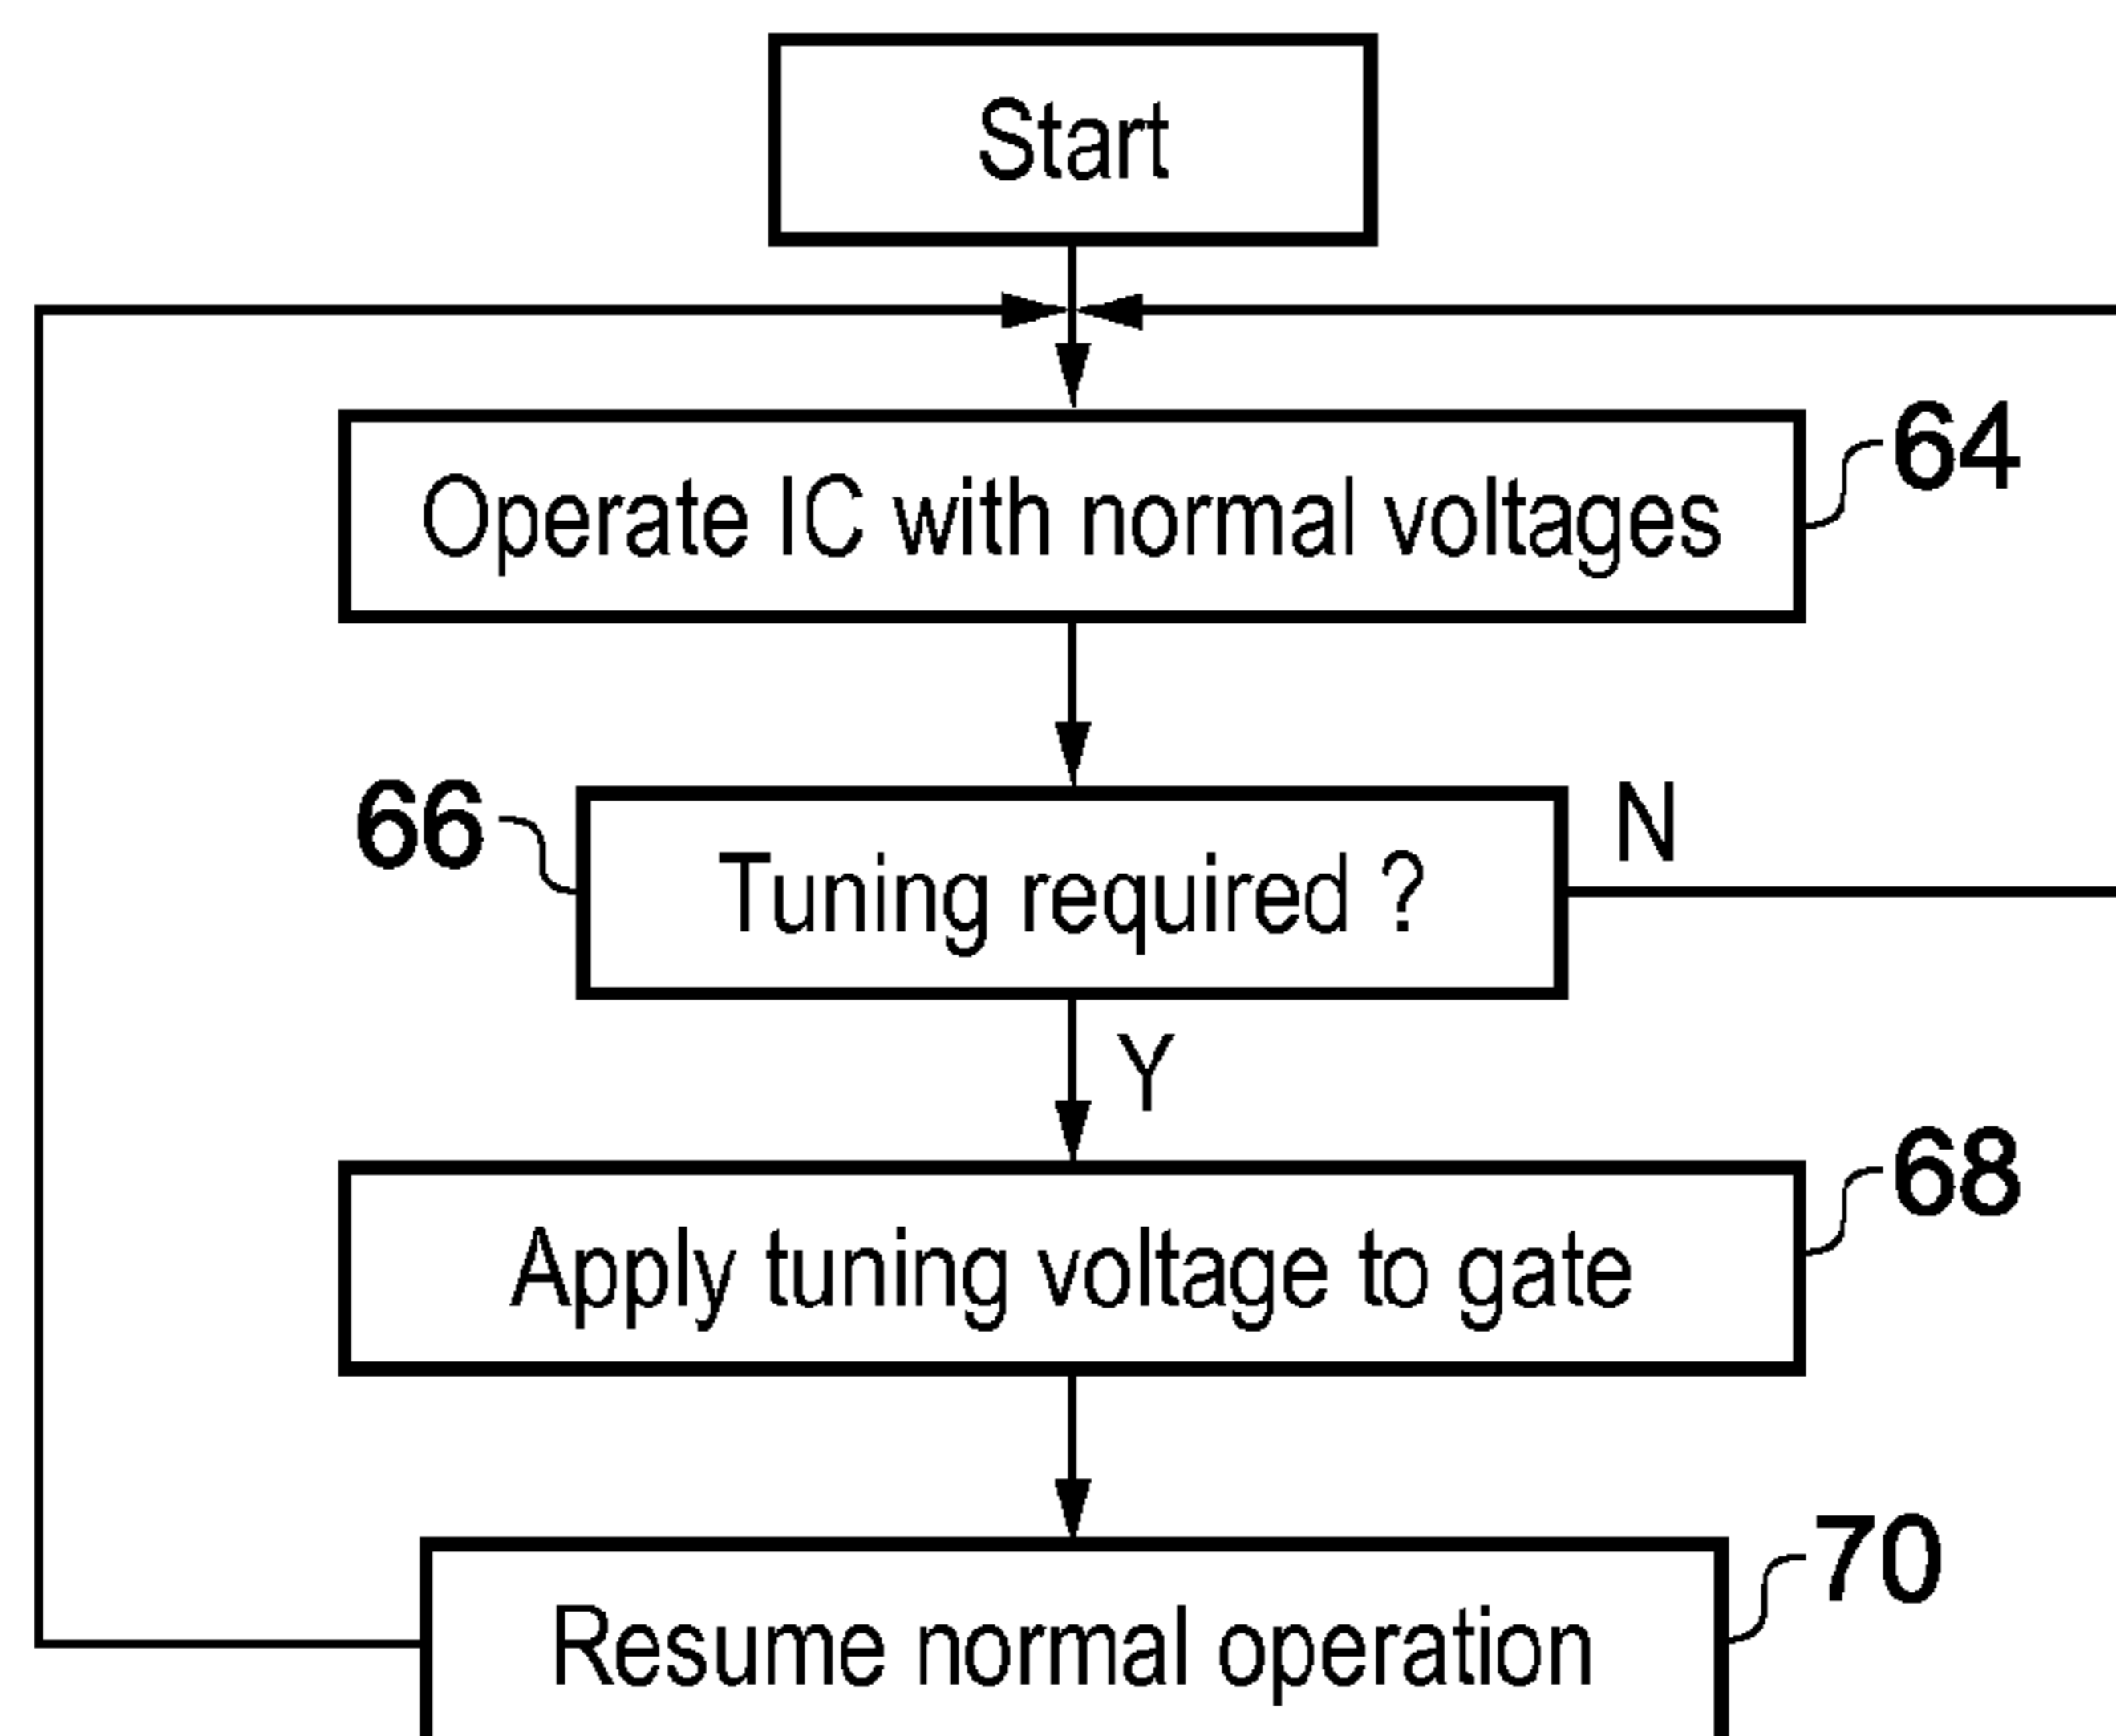 Start
Operate IC with normal voltages
64
66
Tuning required ?
N
Y
Apply tuning voltage to gate
68
Resume normal operation
70